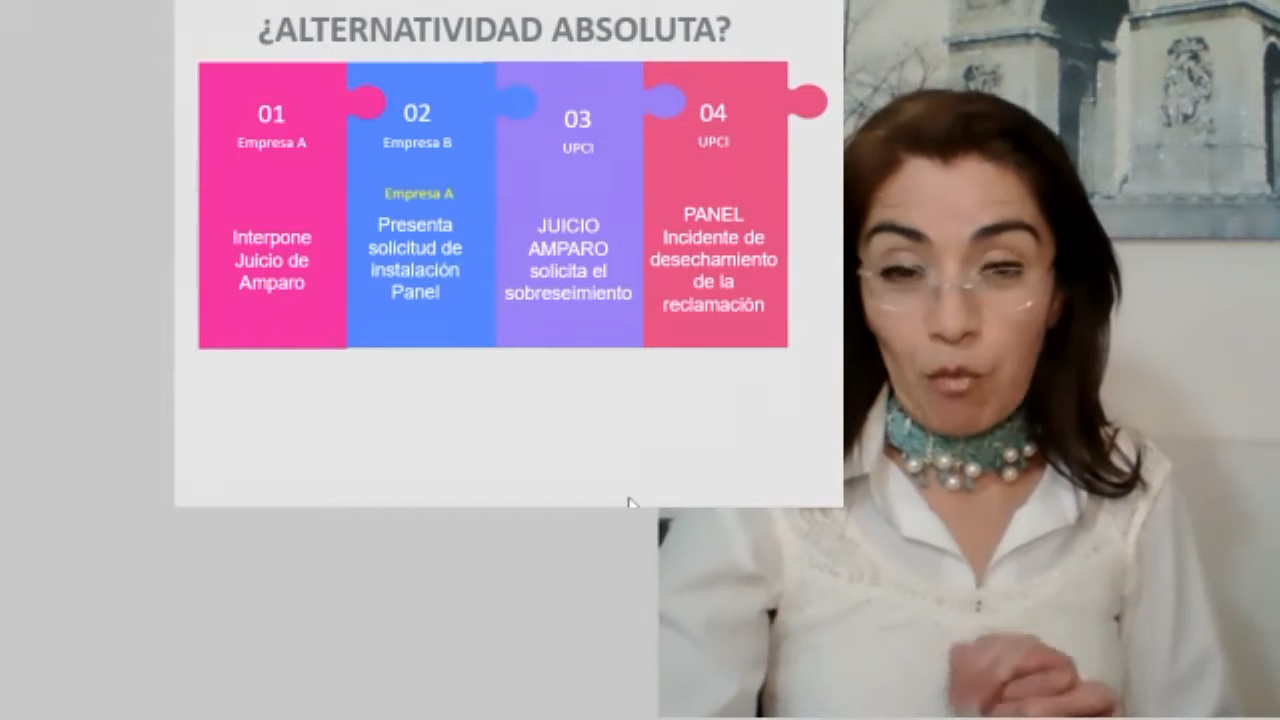 ¿ALTERNATIVIDAD ABSOLUTA?
01
Empresa A
Interpone
Juicio de
Amparo
02
Empresa B
Empresa A
Presenta
solicitud de
instalación
Panel
03
UPCI
JUICIO
AMPARO
solicita el
sobreseimiento
04
UPCI
PANEL
Incidente de
desechamiento
de la
reclamación